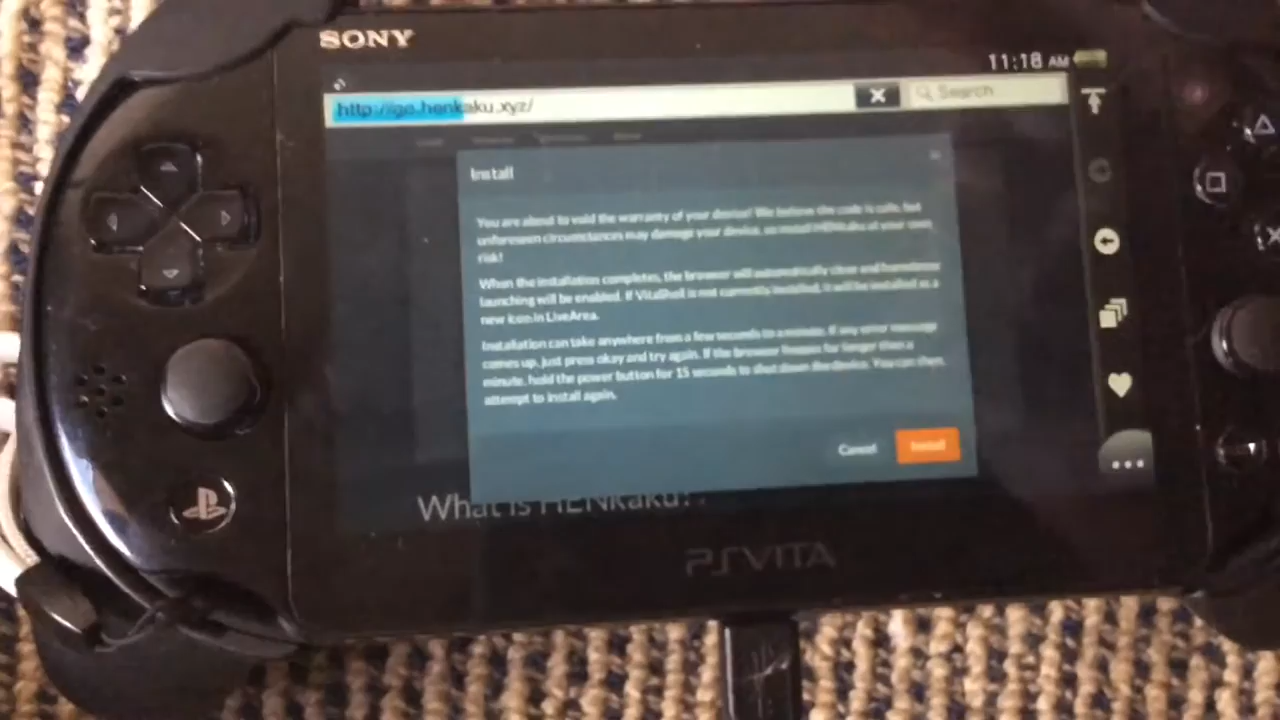 SONY
11:18 AM
http://go.henkaku.xyz/
Search
Install
You are about to void the warranty of your device! We believe the code is safe, but
unforeseen circumstances may damage your device, so install HENkaku at your own
risk!
When the installation completes, the browser will automatically close and homebrew
launching will be enabled. If VitaShell is not currently installed, it will be installed as a
new icon in LiveArea.
Installation can take anywhere from a few seconds to a minute. If any error message
comes up, just press okay and try again. If the browser freezes for longer than a
minute, hold the power button for 15 seconds to shut down the device. You can then
attempt to install again.
Cancel
Install
What is HENkaku?
PSVITA